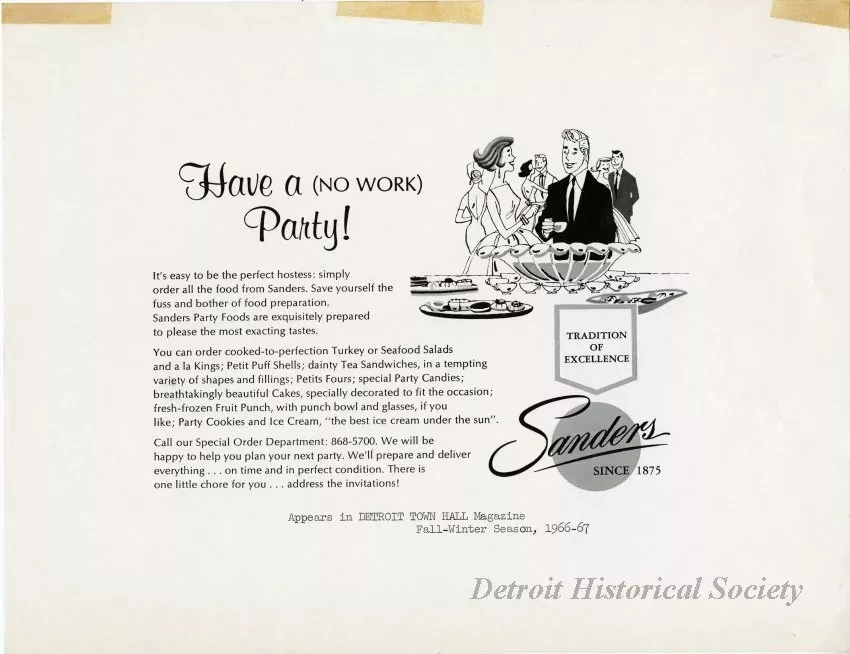 Have a (NO WORK)
Party!
It's easy to be the perfect hostess: simply
order all the food from Sanders. Save yourself the
fuss and bother of food preparation.
Sanders Party Foods are exquisitely prepared
to please the most exacting tastes.
You can order cooked-to-perfection Turkey or Seafood Salads
and a la Kings; Petit Puff Shells; dainty Tea Sandwiches, in a tempting
variety of shapes and fillings; Petits Fours; special Party Candies;
breathtakingly beautiful Cakes, specially decorated to fit the occasion;
fresh-frozen Fruit Punch, with punch bowl and glasses, if you
like; Party Cookies and Ice Cream, "the best ice cream under the sun".
Call our Special Order Department: 868-5700. We will be
happy to help you plan your next party. We'll prepare and deliver
everything . . . on time and in perfect condition. There is
one little chore for you . . . address the invitations!
TRADITION
OF
EXCELLENCE
Sanders
SINCE 1875
Appears in DETROIT TOWN HALL Magazine
Fall-Winter Season, 1966-67
Detroit Historical Society